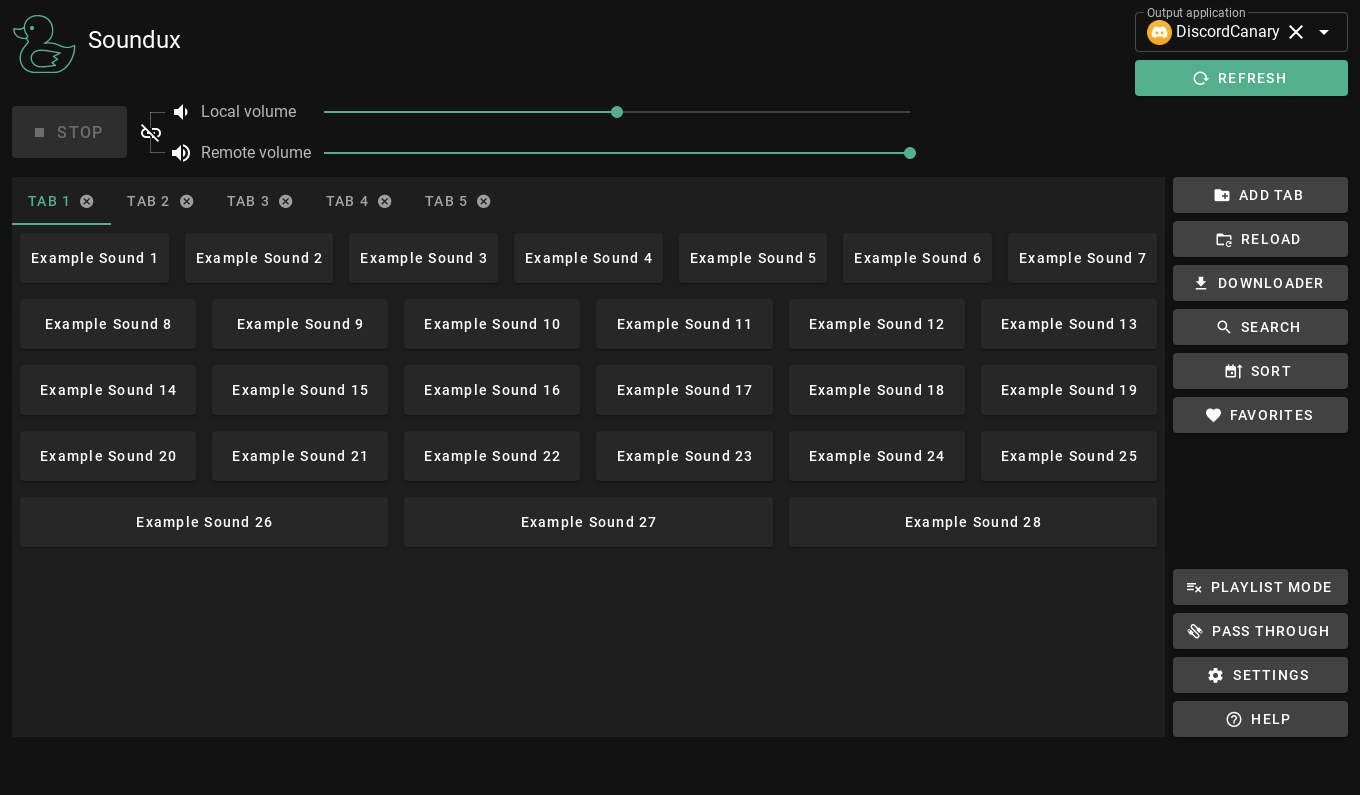 Soundux
Output application
DiscordCanary
REFRESH
STOP
Local volume
Remote volume
TAB 1 TAB 2 TAB 3 TAB 4 TAB 5
Example Sound 1 Example Sound 2 Example Sound 3 Example Sound 4 Example Sound 5 Example Sound 6 Example Sound 7
Example Sound 8 Example Sound 9 Example Sound 10 Example Sound 11 Example Sound 12 Example Sound 13
Example Sound 14 Example Sound 15 Example Sound 16 Example Sound 17 Example Sound 18 Example Sound 19
Example Sound 20 Example Sound 21 Example Sound 22 Example Sound 23 Example Sound 24 Example Sound 25
Example Sound 26 Example Sound 27 Example Sound 28
ADD TAB
RELOAD
DOWNLOADER
SEARCH
SORT
FAVORITES
PLAYLIST MODE
PASS THROUGH
SETTINGS
HELP